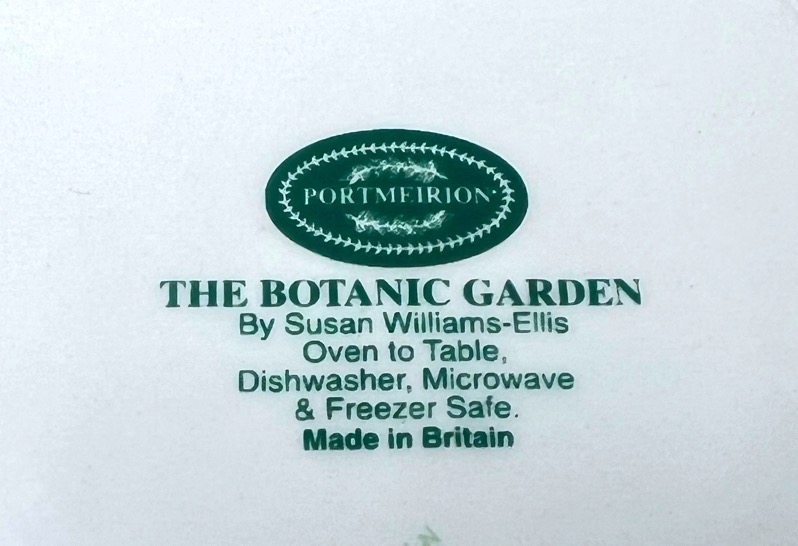 PORTMEIRION
THE BOTANIC GARDEN
By Susan Williams-Ellis
Oven to Table,
Dishwasher, Microwave
& Freezer Safe.
Made in Britain